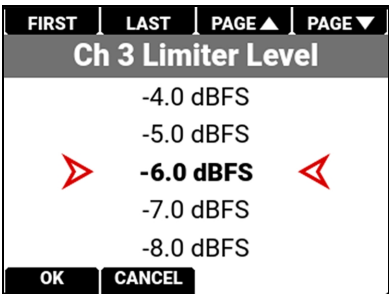 FIRST LAST PAGE▲ PAGE▼
Ch 3 Limiter Level
-4.0 dBFS
-5.0 dBFS
-6.0 dBFS
-7.0 dBFS
-8.0 dBFS
OK CANCEL